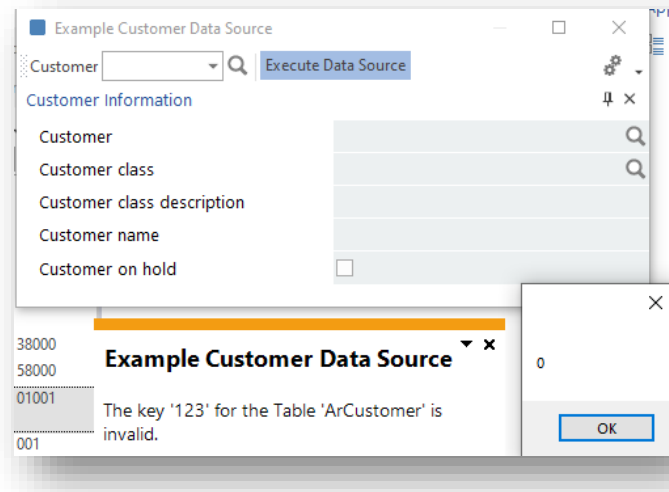 Example Customer Data Source
Customer
Execute Data Source
Customer Information
Customer
Customer class
Customer class description
Customer name
Customer on hold
38000
58000
01001
001
Example Customer Data Source
The key '123' for the Table 'ArCustomer' is
invalid.
0
OK